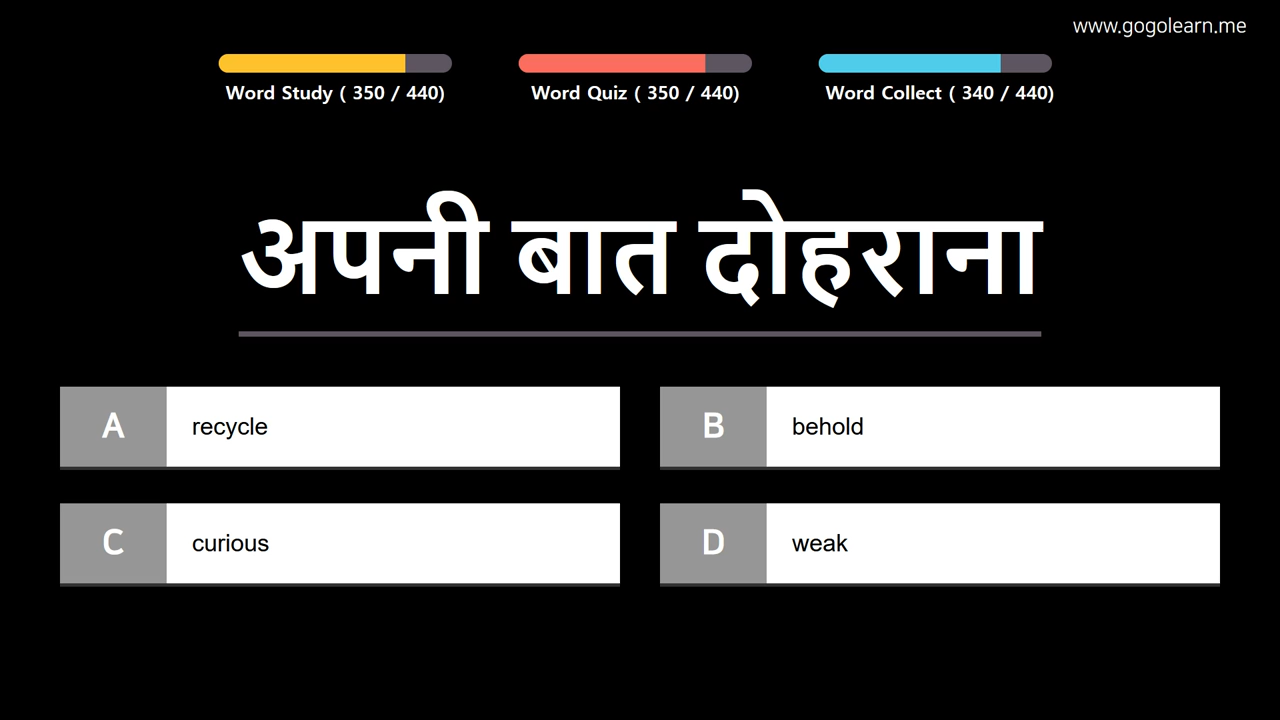 www.gogolearn.me
Word Study ( 350 / 440)
Word Quiz ( 350 / 440)
Word Collect ( 340 / 440)
अपनी बात दोहराना
A recycle
B behold
C curious
D weak